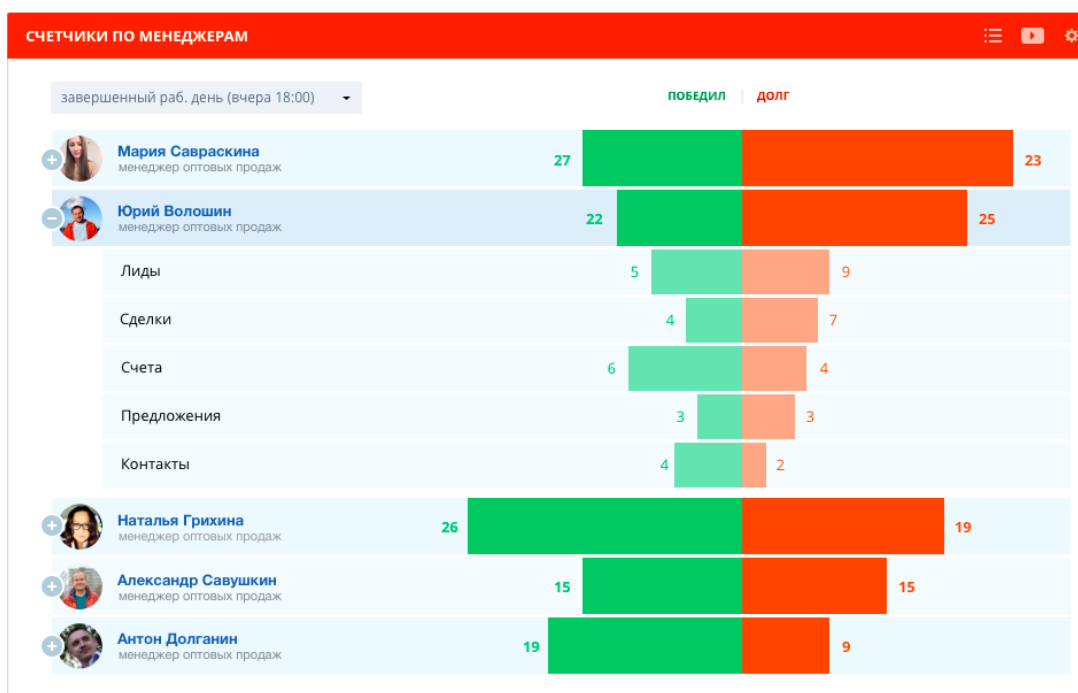 СЧЕТЧИКИ ПО МЕНЕДЖЕРАМ
завершенный раб. день (вчера 18:00)
ПОБЕДИЛ ДОЛГ
Мария Савраскина
менеджер оптовых продаж
27 23
Юрий Волошин
менеджер оптовых продаж
22 25
Лиды 5 9
Сделки 4 7
Счета 6 4
Предложения 3 3
Контакты 4 2
Наталья Грихина
менеджер оптовых продаж
26 19
Александр Савушкин
менеджер оптовых продаж
15 15
Антон Долганин
менеджер оптовых продаж
19 9